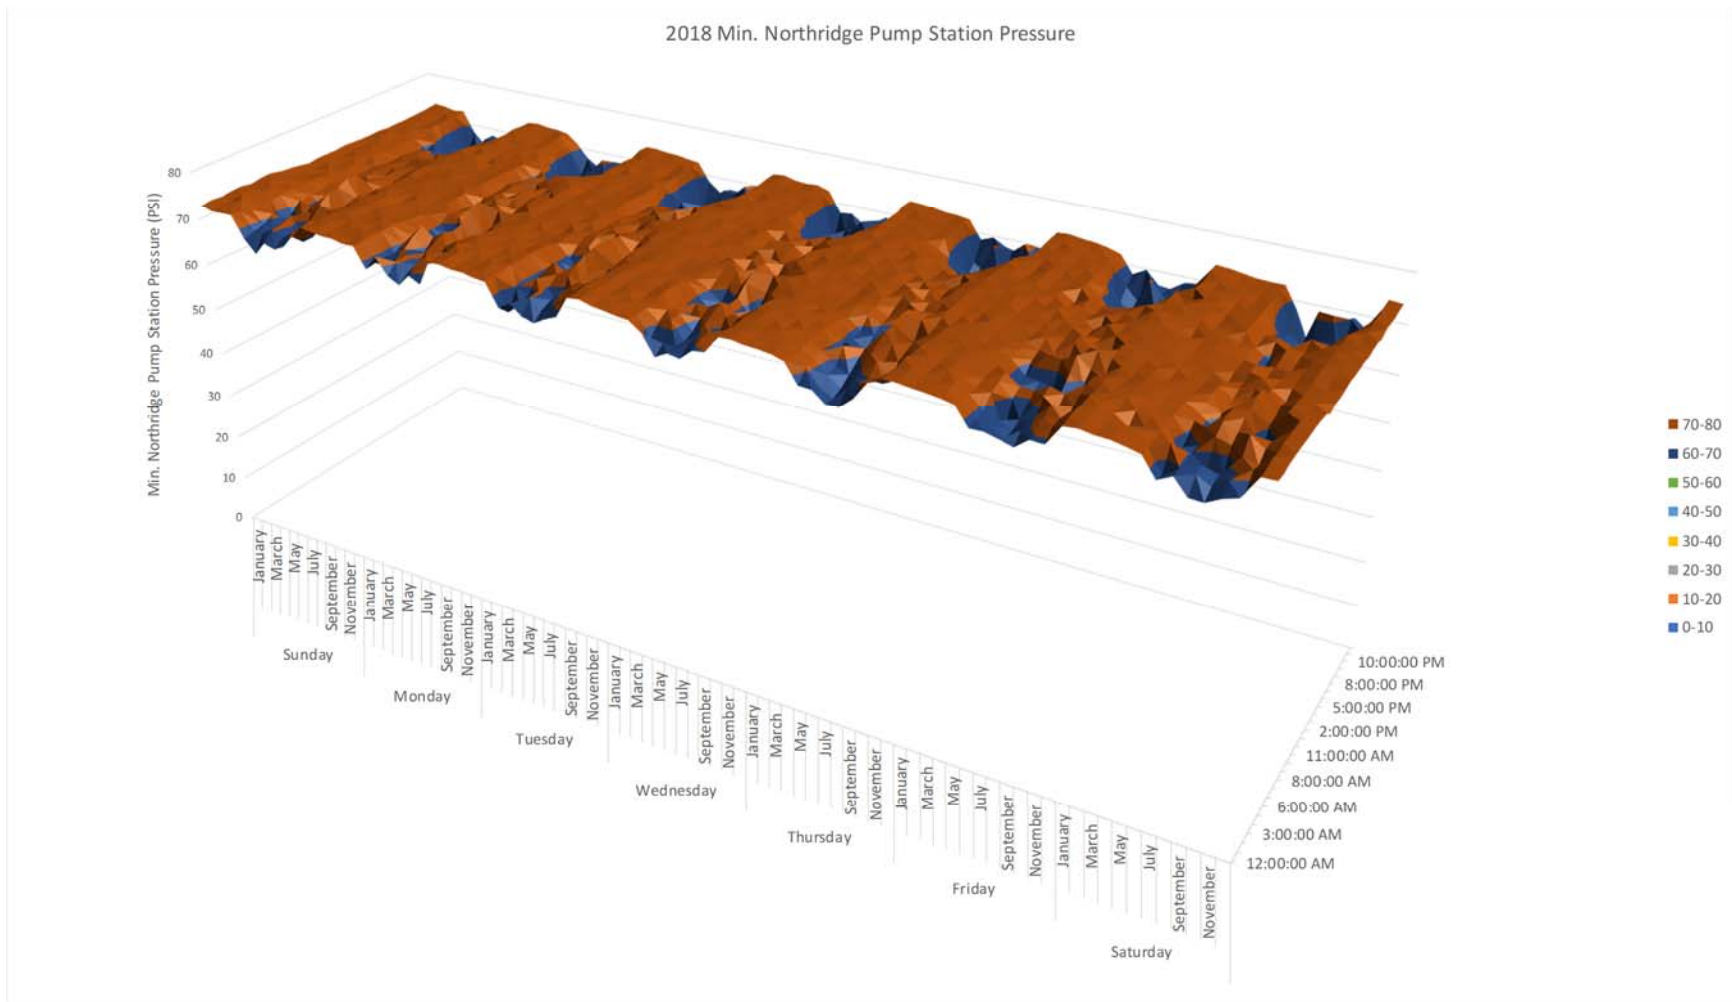 2018 Min. Northridge Pump Station Pressure
Min. Northridge Pump Station Pressure (PSI)
80
70
60
50
40
30
20
10
0
January
March
May
July
September
November
January
March
May
July
September
November
January
March
May
July
September
November
January
March
May
July
September
November
January
March
May
July
September
November
January
March
May
July
September
November
January
March
May
July
September
November
Sunday
Monday
Tuesday
Wednesday
Thursday
Friday
Saturday
10:00:00 PM
8:00:00 PM
5:00:00 PM
2:00:00 PM
11:00:00 AM
8:00:00 AM
6:00:00 AM
3:00:00 AM
12:00:00 AM
70-80
60-70
50-60
40-50
30-40
20-30
10-20
0-10